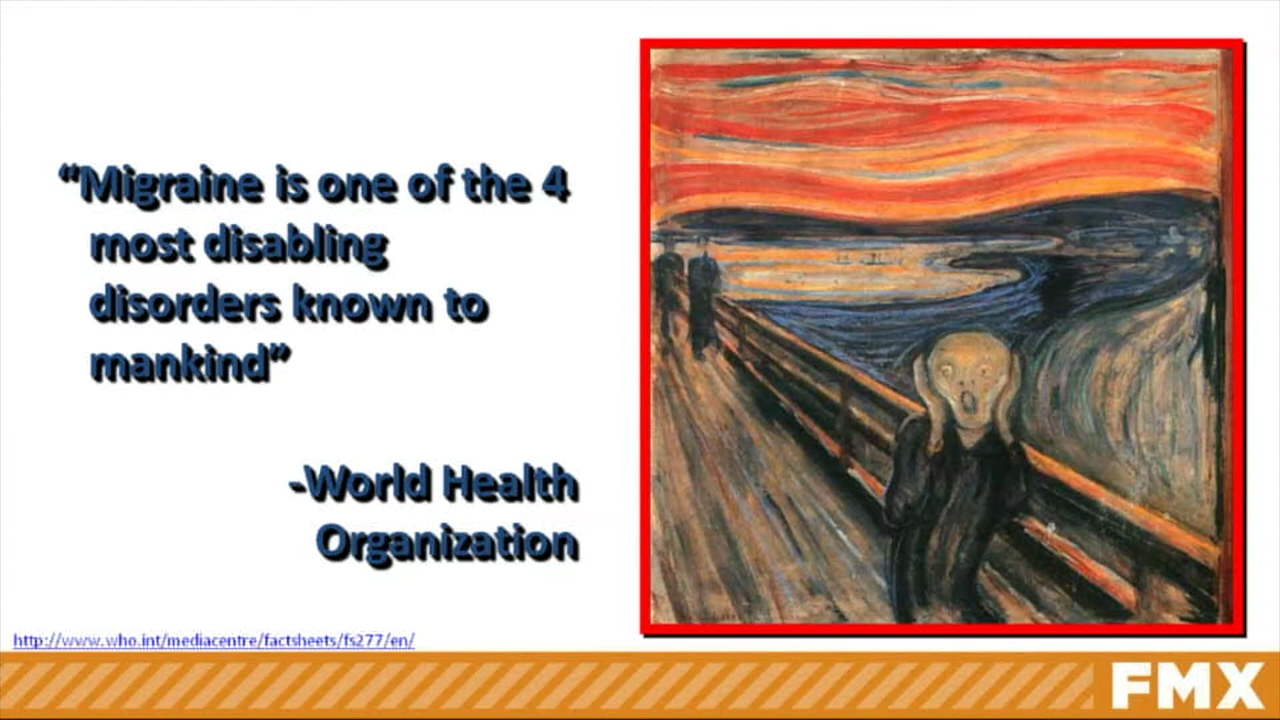 “Migraine is one of the 4
most disabling
disorders known to
mankind”
-World Health
Organization
http://www.who.int/mediacentre/factsheets/fs277/en/
FMX